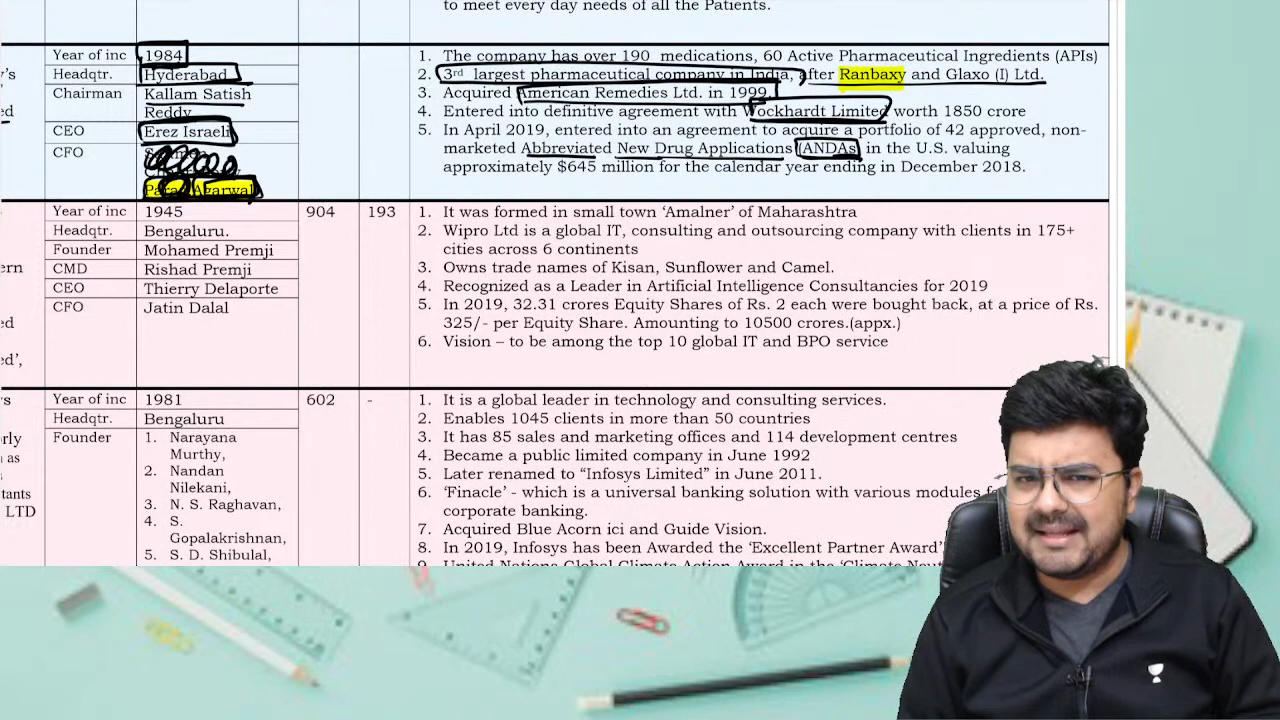 to meet every day needs of all the Patients.
Year of inc 1984
Headqtr. Hyderabad
Chairman Kallam Satish
Reddy
CEO Erez Israeli
CFO
Agarwal
1. The company has over 190 medications, 60 Active Pharmaceutical Ingredients (APIs)
2. 3rd largest pharmaceutical company in India, after Ranbaxy and Glaxo (I) Ltd.
3. Acquired American Remedies Ltd. in 1999.
4. Entered into definitive agreement with Wockhardt Limited worth 1850 crore
5. In April 2019, entered into an agreement to acquire a portfolio of 42 approved, non-
marketed Abbreviated New Drug Applications (ANDAs) in the U.S. valuing
approximately $645 million for the calendar year ending in December 2018.
Year of inc 1945 904 193
Headqtr. Bengaluru.
Founder Mohamed Premji
CMD Rishad Premji
CEO Thierry Delaporte
CFO Jatin Dalal
1. It was formed in small town ‘Amalner’ of Maharashtra
2. Wipro Ltd is a global IT, consulting and outsourcing company with clients in 175+
cities across 6 continents
3. Owns trade names of Kisan, Sunflower and Camel.
4. Recognized as a Leader in Artificial Intelligence Consultancies for 2019
5. In 2019, 32.31 crores Equity Shares of Rs. 2 each were bought back, at a price of Rs.
325/- per Equity Share. Amounting to 10500 crores.(appx.)
6. Vision – to be among the top 10 global IT and BPO service
Year of inc 1981 602 -
Headqtr. Bengaluru
Founder 1. Narayana
Murthy,
2. Nandan
Nilekani,
3. N. S. Raghavan,
4. S.
Gopalakrishnan,
5. S. D. Shibulal,
as
tants
LTD
1. It is a global leader in technology and consulting services.
2. Enables 1045 clients in more than 50 countries
3. It has 85 sales and marketing offices and 114 development centres
4. Became a public limited company in June 1992
5. Later renamed to “Infosys Limited” in June 2011.
6. ‘Finacle’ - which is a universal banking solution with various modules
corporate banking.
7. Acquired Blue Acorn ici and Guide Vision.
8. In 2019, Infosys has been Awarded the ‘Excellent Partner Award’
9. United Nations Global Climate Action Award in the ‘Climate